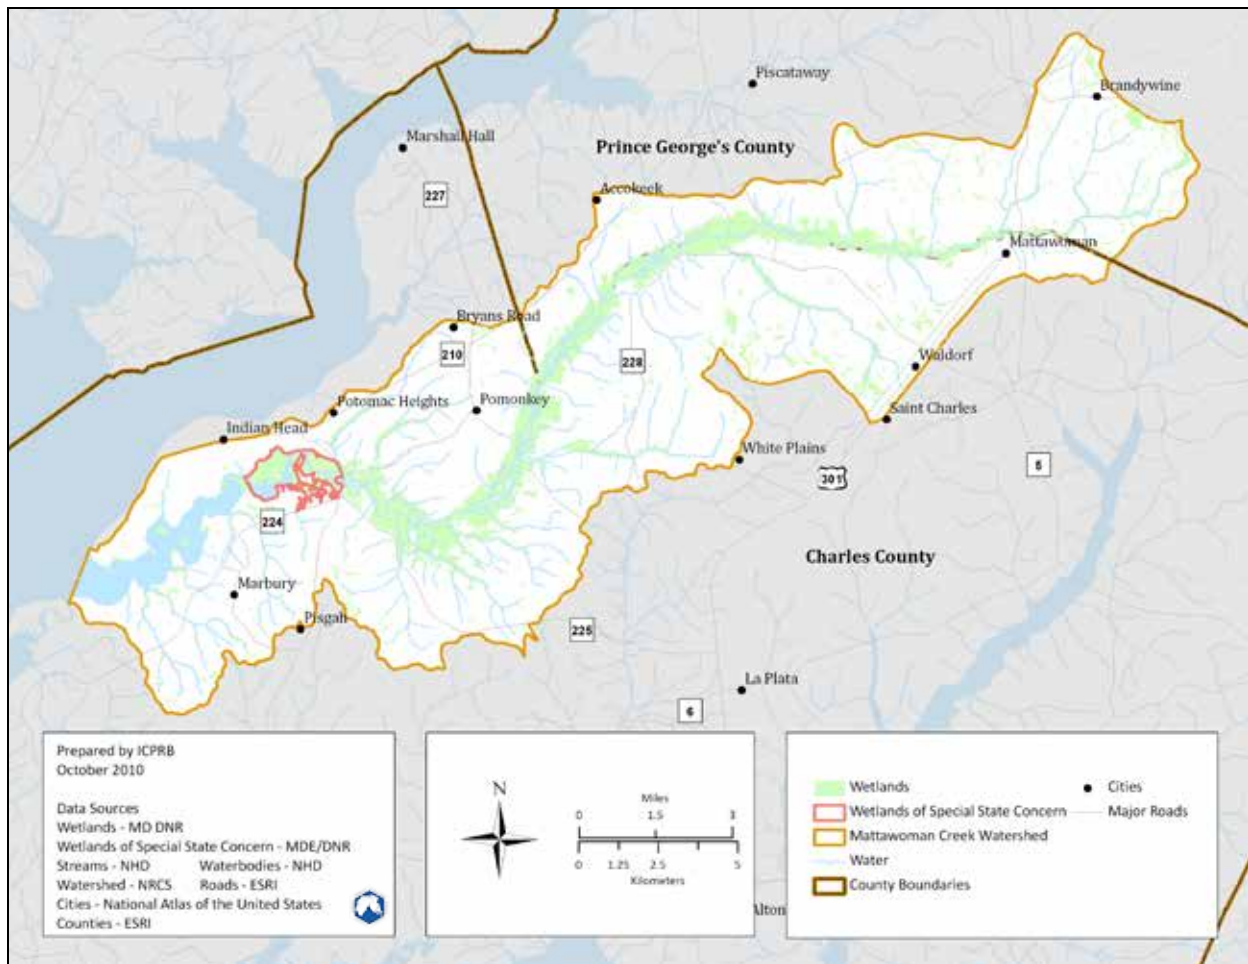 Piscataway
Brandywine
Marshall Hall
Prince George's County
227
Accokeek
Mattawoman
Bryans Road
210
228
Waldorf
Potomac Heights
Pomonkey
Saint Charles
Indian Head
White Plains
301
5
224
Charles County
Marbury
Pisgah
225
La Plata
6
Prepared by ICPRB
October 2010
Data Sources
Wetlands - MD DNR
Wetlands of Special State Concern - MDE/DNR
Streams - NHD Waterbodies - NHD
Watershed - NRCS Roads - ESRI
Cities - National Atlas of the United States
Counties - ESRI
N
Miles
0 1.5 3
0 1.25 2.5 5
Kilometers
Alton
Wetlands
Cities
Wetlands of Special State Concern
Major Roads
Mattawoman Creek Watershed
Water
County Boundaries